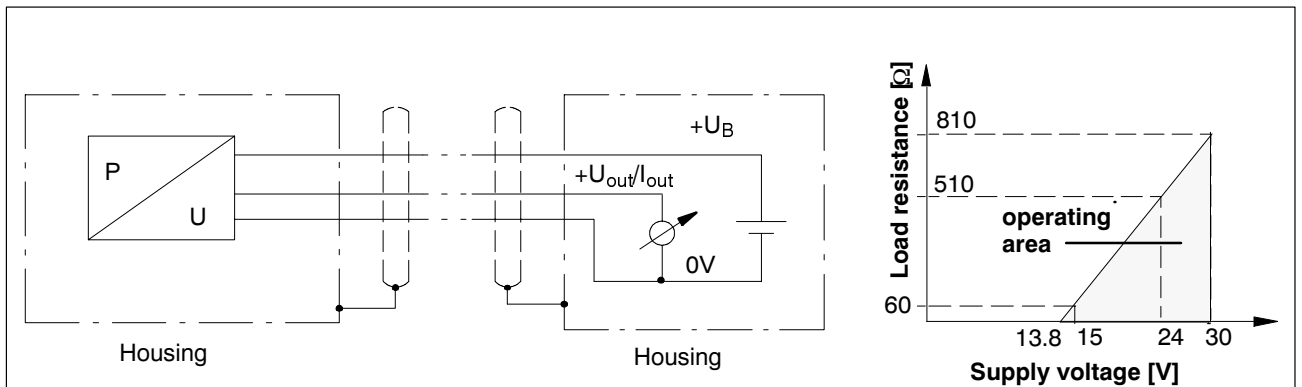 P
U
+U_B
+U_out/I_out
0V
Housing
Housing
Load resistance [Ω]
810
510
60
operating
area
13.8 15 24 30
Supply voltage [V]